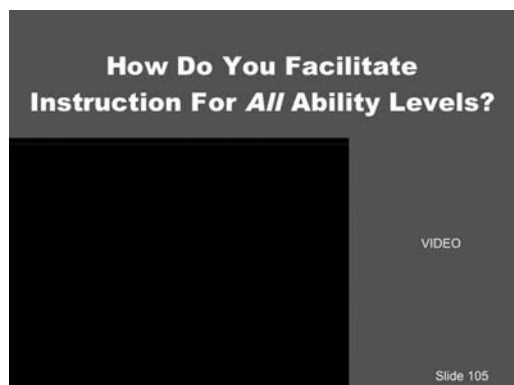 How Do You Facilitate
Instruction For All Ability Levels?
VIDEO
Slide 105